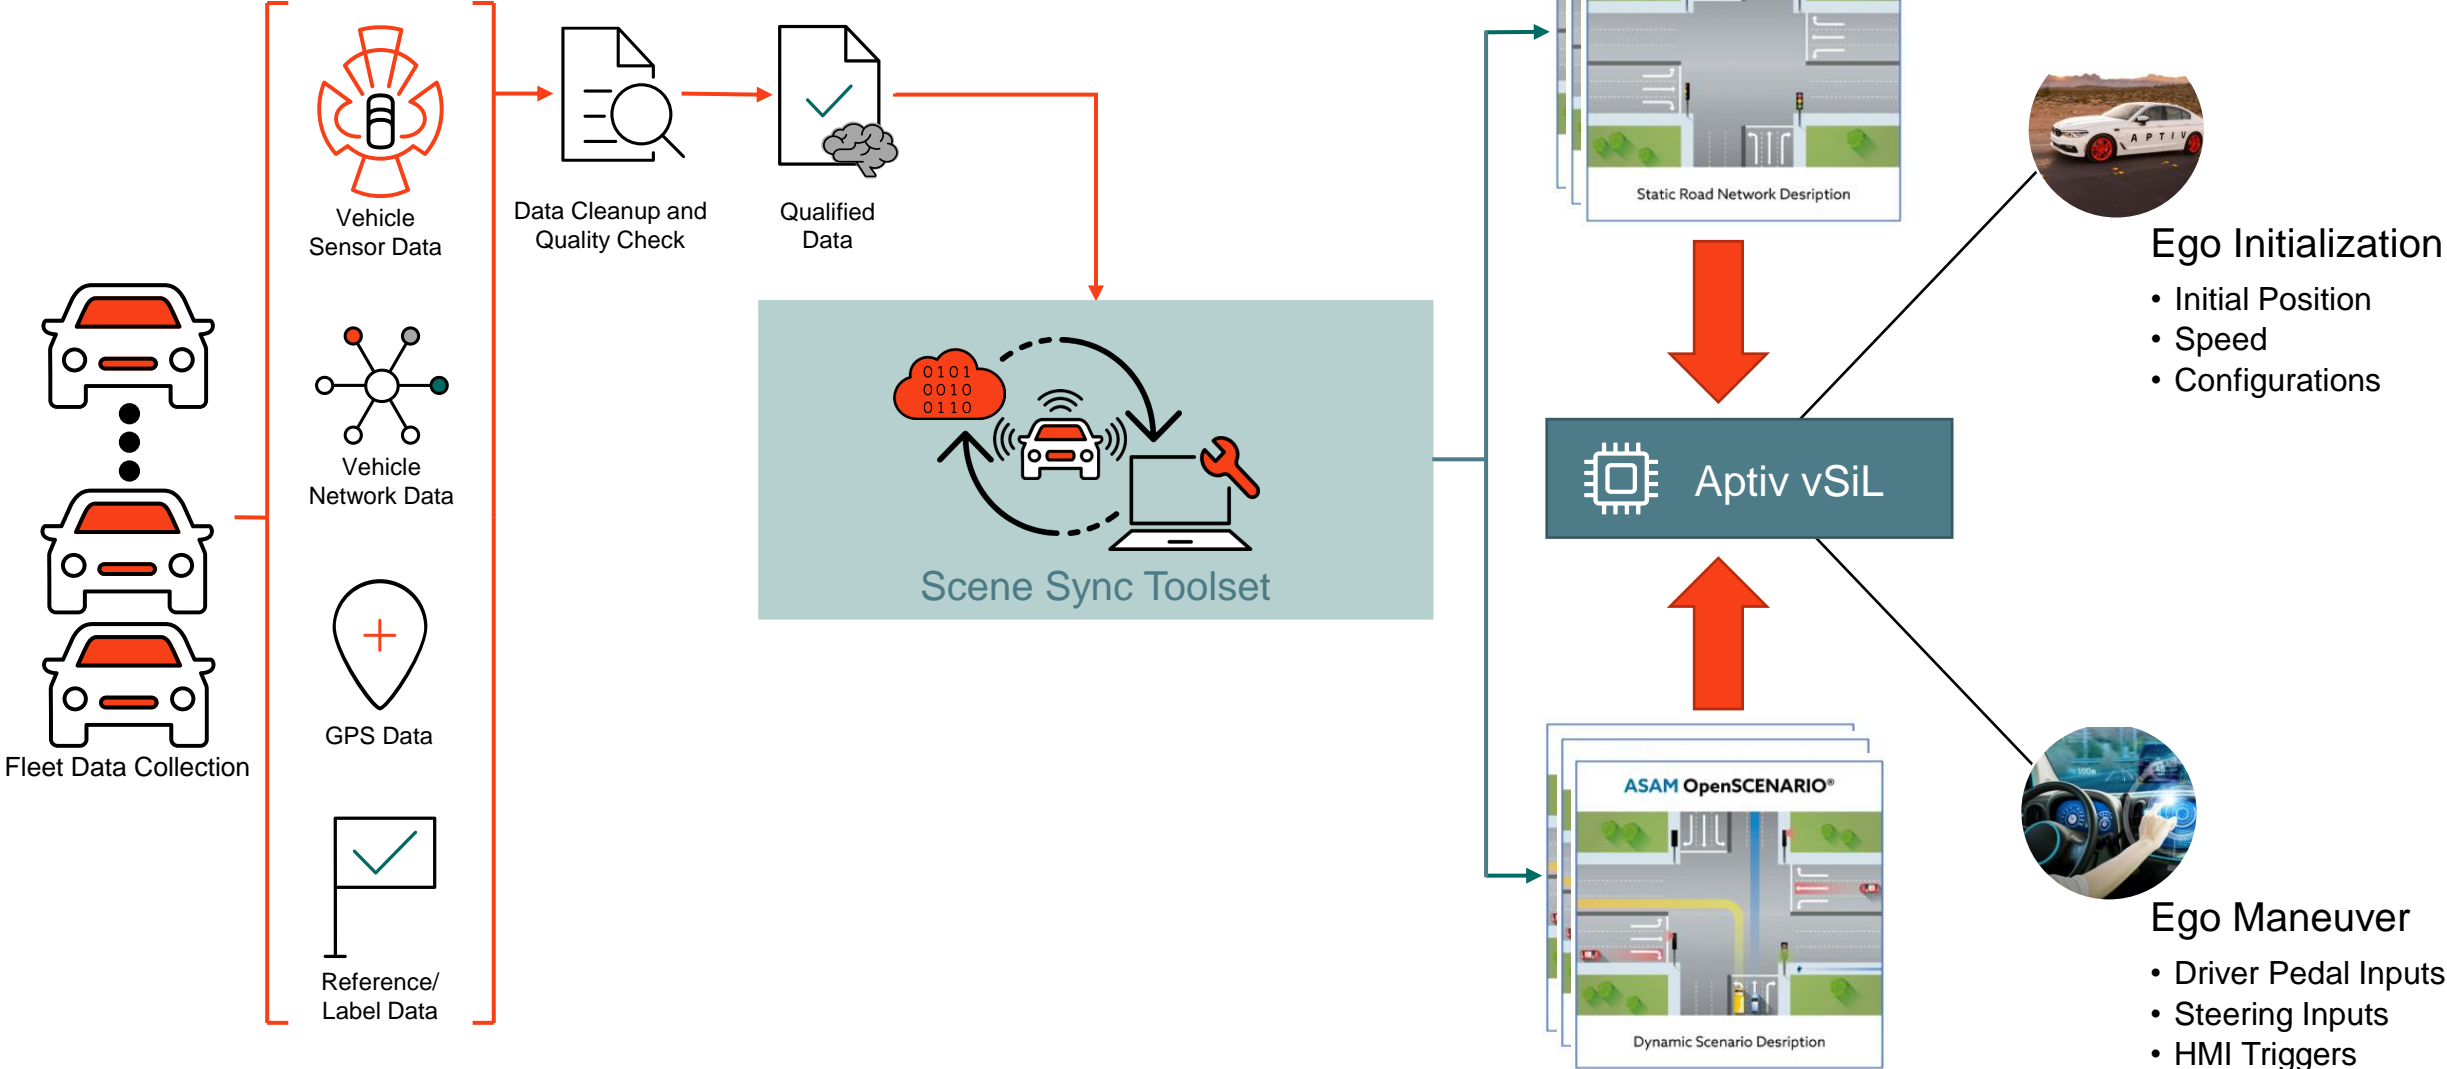 Vehicle
Sensor Data
Vehicle
Network Data
GPS Data
Reference/
Label Data
Fleet Data Collection
Data Cleanup and
Quality Check
Qualified
Data
0101
0010
0110
Scene Sync Toolset
Static Road Network Desription
Aptiv vSiL
ASAM OpenSCENARIO®
Dynamic Scenario Desription
APTIV
Ego Initialization
• Initial Position
• Speed
• Configurations
100m
Ego Maneuver
• Driver Pedal Inputs
• Steering Inputs
• HMI Triggers